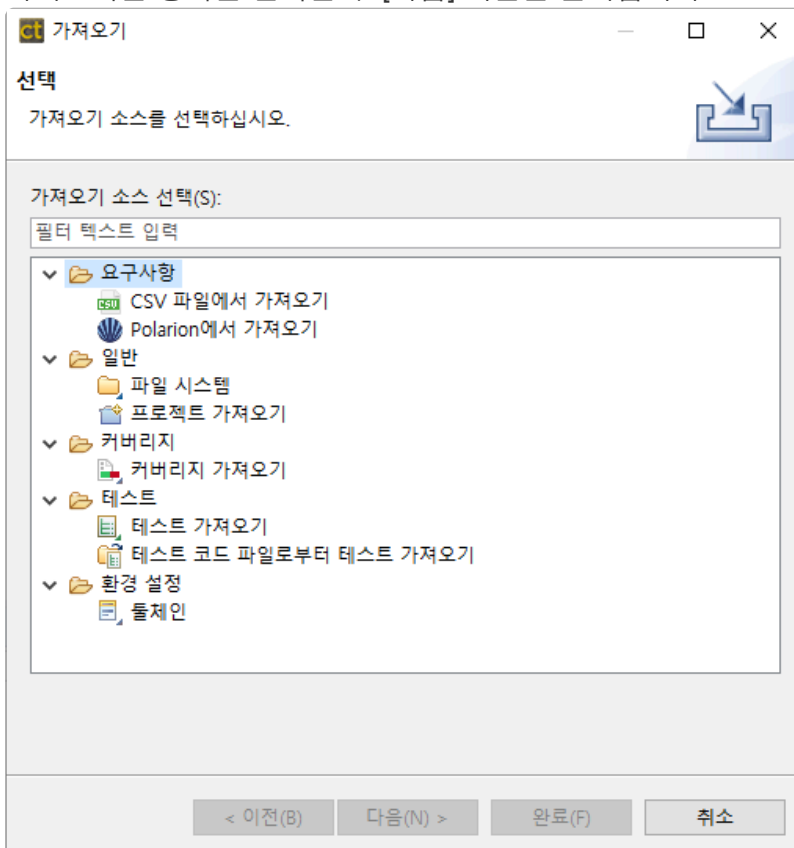 ct 가져오기
선택
가져오기 소스를 선택하십시오.
가져오기 소스 선택(S):
필터 텍스트 입력
요구사항
CSV CSV 파일에서 가져오기
Polarion에서 가져오기
일반
파일 시스템
프로젝트 가져오기
커버리지
커버리지 가져오기
테스트
테스트 가져오기
테스트 코드 파일로부터 테스트 가져오기
환경 설정
툴체인
< 이전(B) 다음(N) > 완료(F) 취소